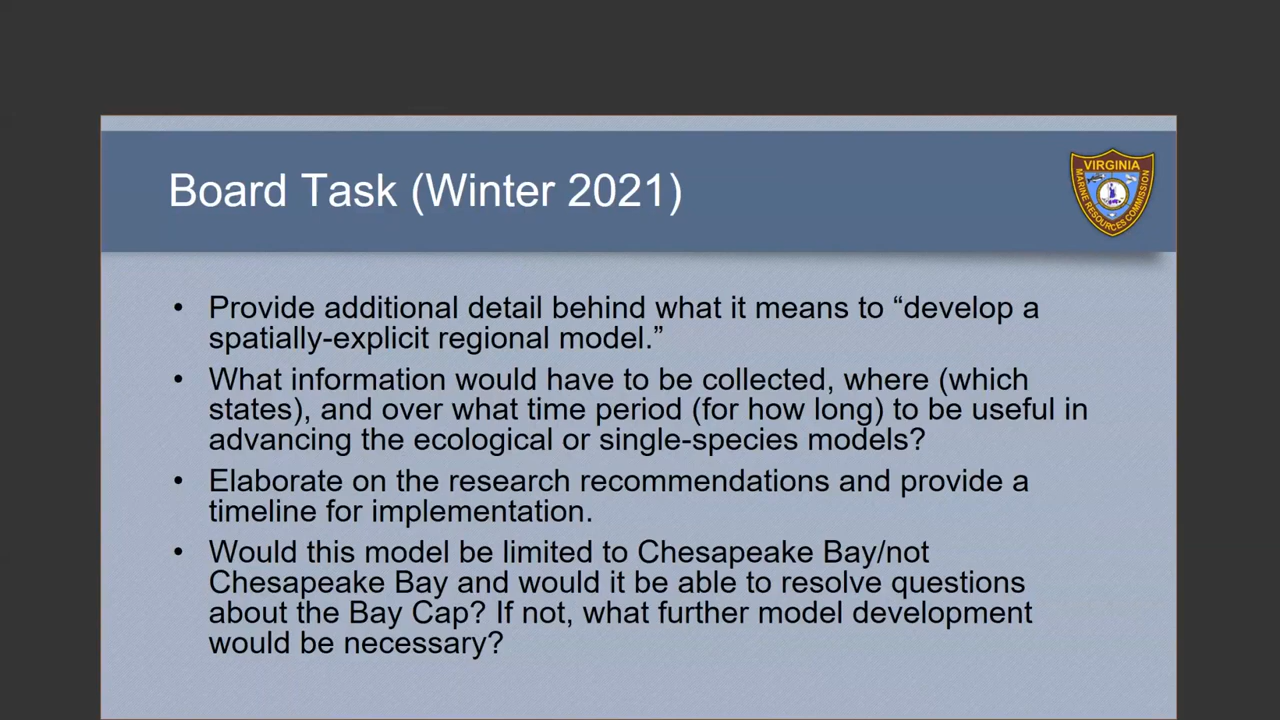 Board Task (Winter 2021)
VIRGINIA
MARINE RESOURCES COMMISSION
• Provide additional detail behind what it means to “develop a
spatially-explicit regional model.”
• What information would have to be collected, where (which
states), and over what time period (for how long) to be useful in
advancing the ecological or single-species models?
• Elaborate on the research recommendations and provide a
timeline for implementation.
• Would this model be limited to Chesapeake Bay/not
Chesapeake Bay and would it be able to resolve questions
about the Bay Cap? If not, what further model development
would be necessary?